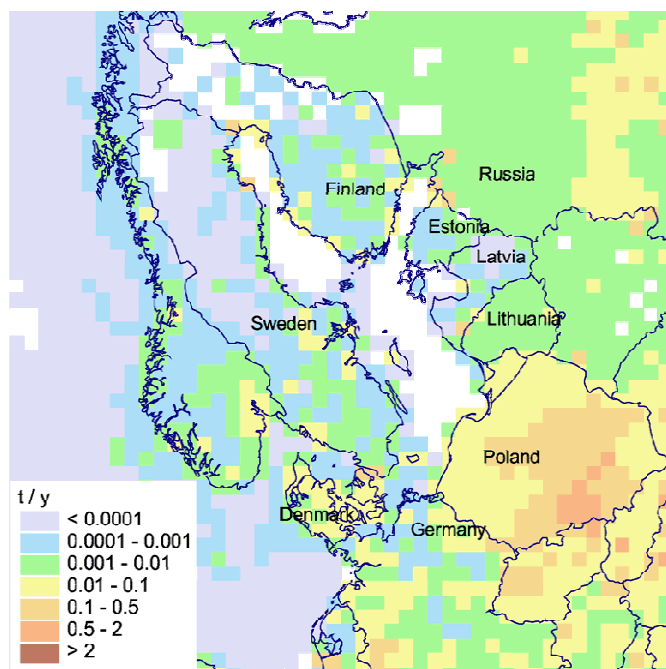 Finland
Russia
Estonia
Latvia
Sweden
Lithuania
Poland
Denmark
Germany
t / y
< 0.0001
0.0001 - 0.001
0.001 - 0.01
0.01 - 0.1
0.1 - 0.5
0.5 - 2
> 2